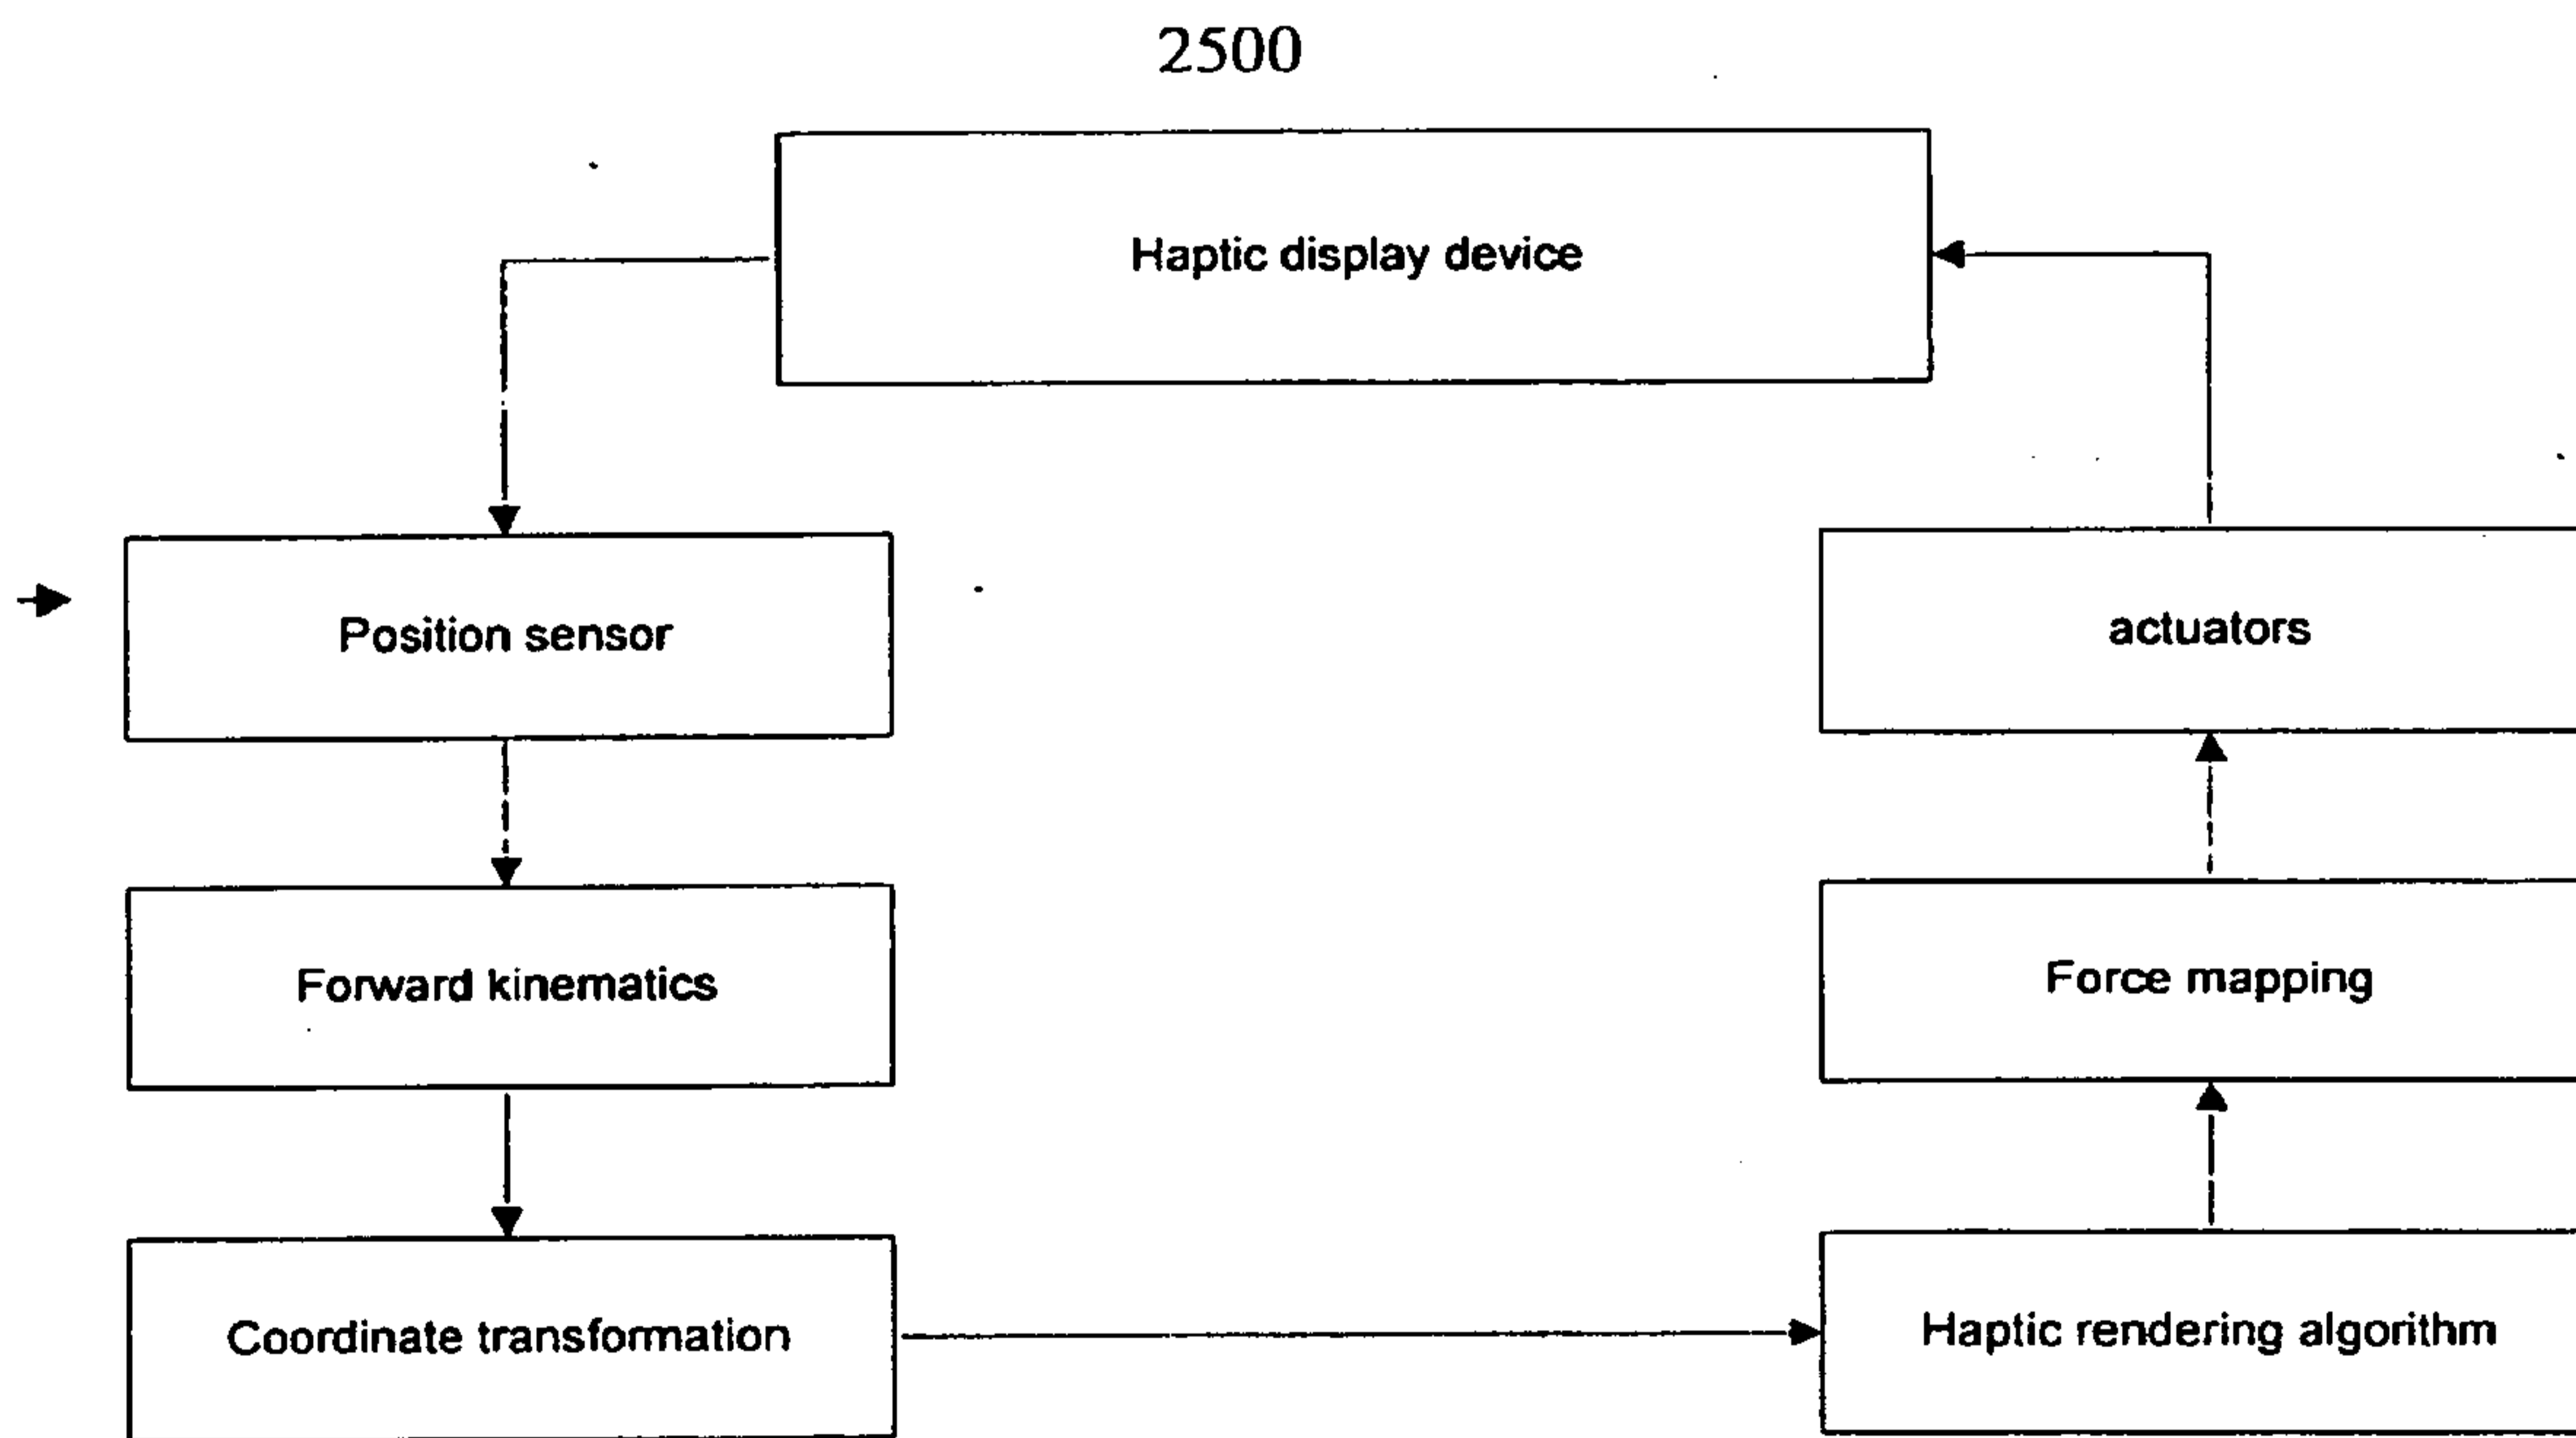 2500
Haptic display device
Position sensor
actuators
Forward kinematics
Force mapping
Coordinate transformation
Haptic rendering algorithm